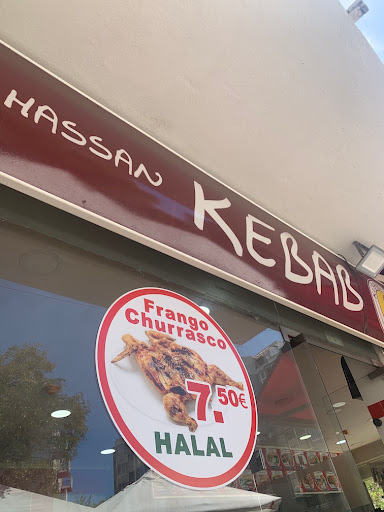 HASSAN KEBAB
Frango
Churrasco
7.50€
HALAL